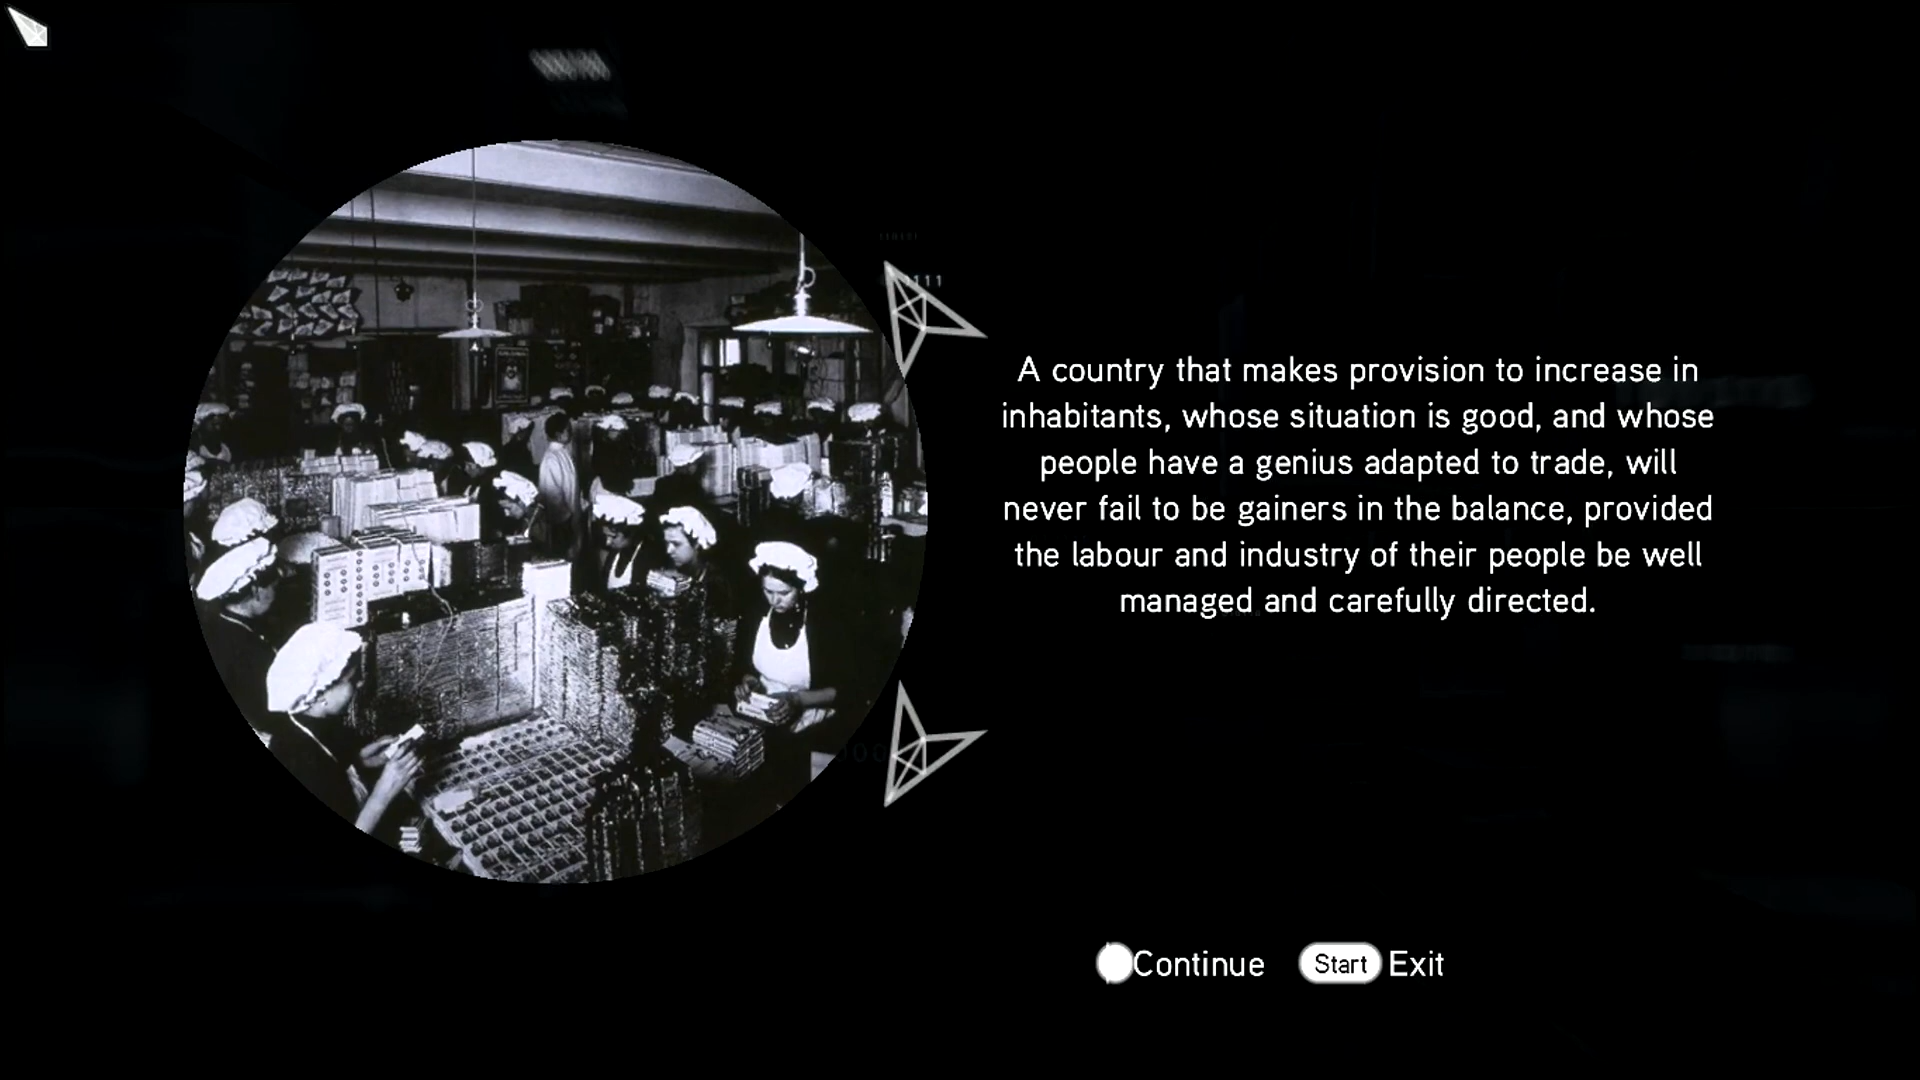 111
A country that makes provision to increase in
inhabitants, whose situation is good, and whose
people have a genius adapted to trade, will
never fail to be gainers in the balance, provided
the labour and industry of their people be well
managed and carefully directed.
Continue
Start Exit